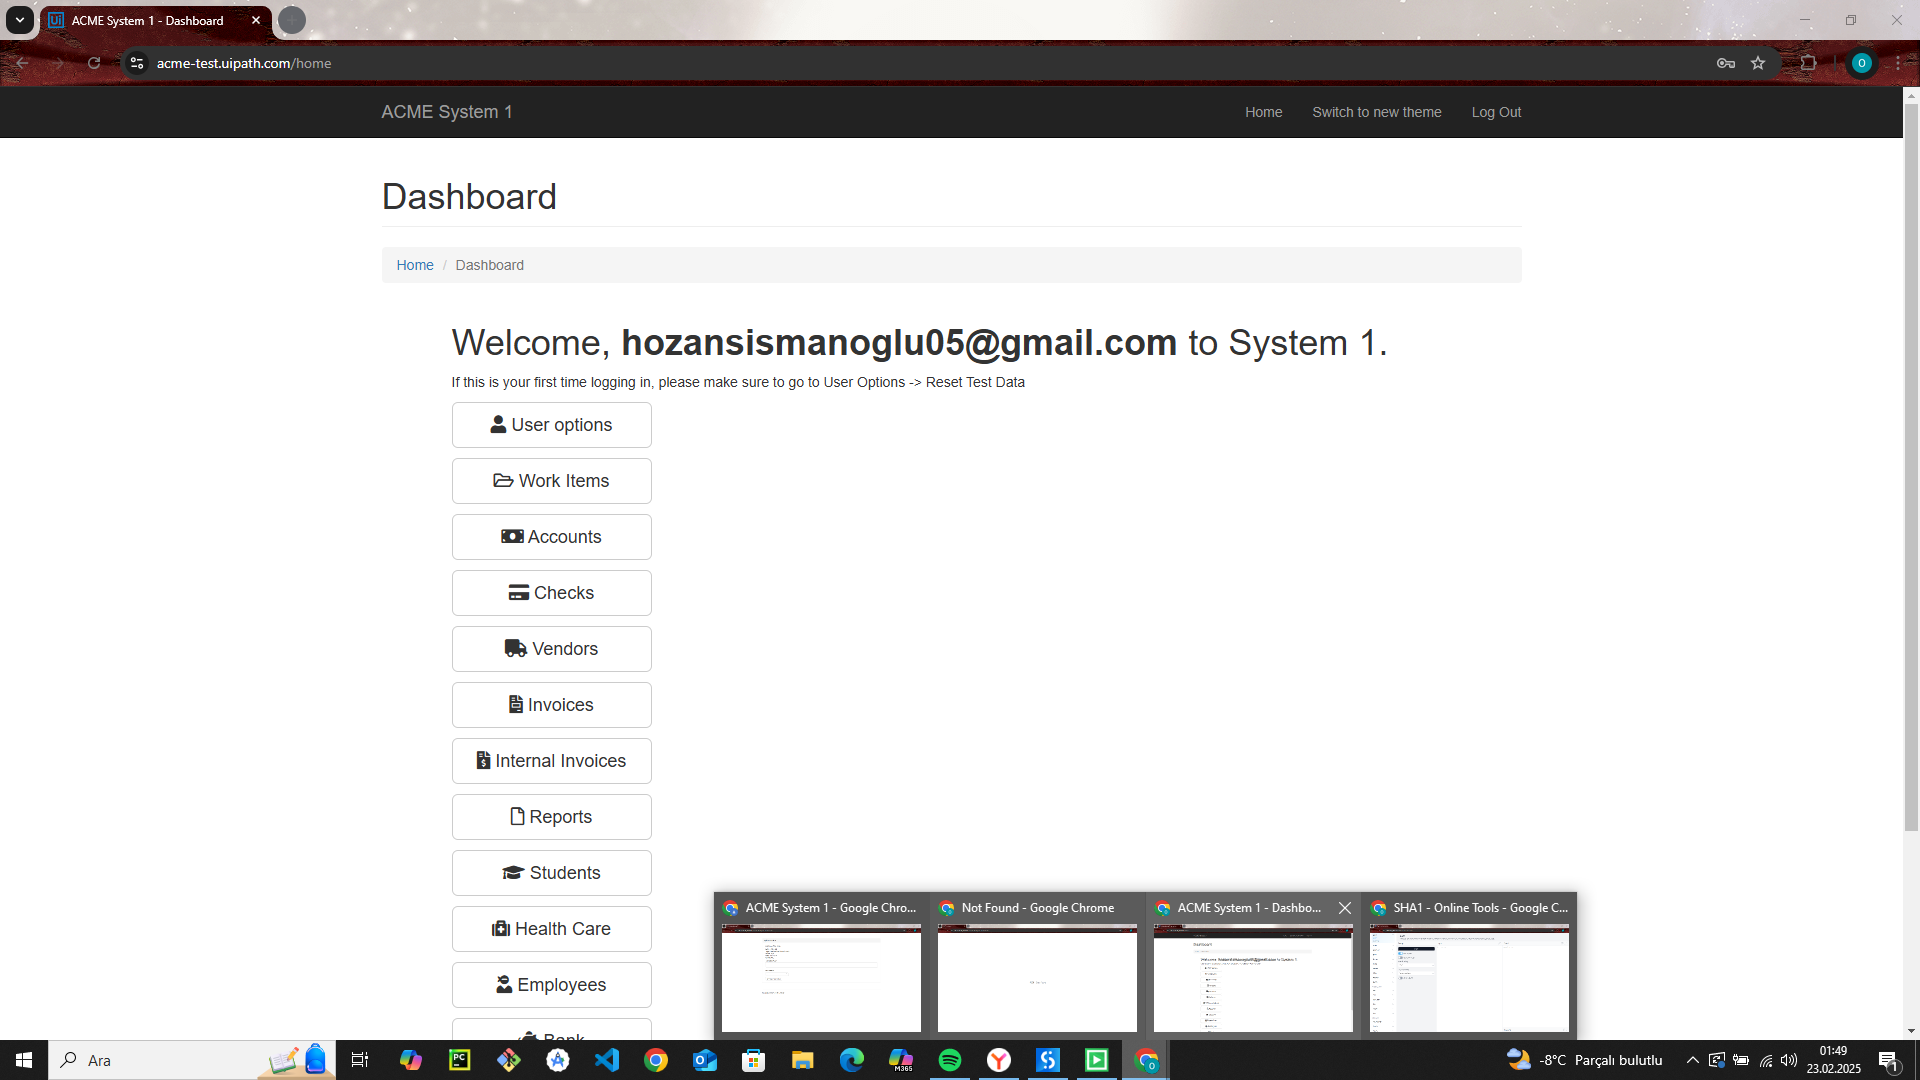 ACME System 1 - Dashboard
acme-test.uipath.com/home
O
ACME System 1
Home
Switch to new theme
Log Out
Dashboard
Home / Dashboard
Welcome, hozansismanoglu05@gmail.com to System 1.
If this is your first time logging in, please make sure to go to User Options -> Reset Test Data
User options
Work Items
Accounts
Checks
Vendors
Invoices
Internal Invoices
Reports
Students
Health Care
Employees
Bank
ACME System 1 - Google Chro...
Not Found - Google Chrome
ACME System 1 - Dashbo...
SHA1 - Online Tools - Google C...
Ara
-8°C Parçalı bulutlu
01:49
23.02.2025
1